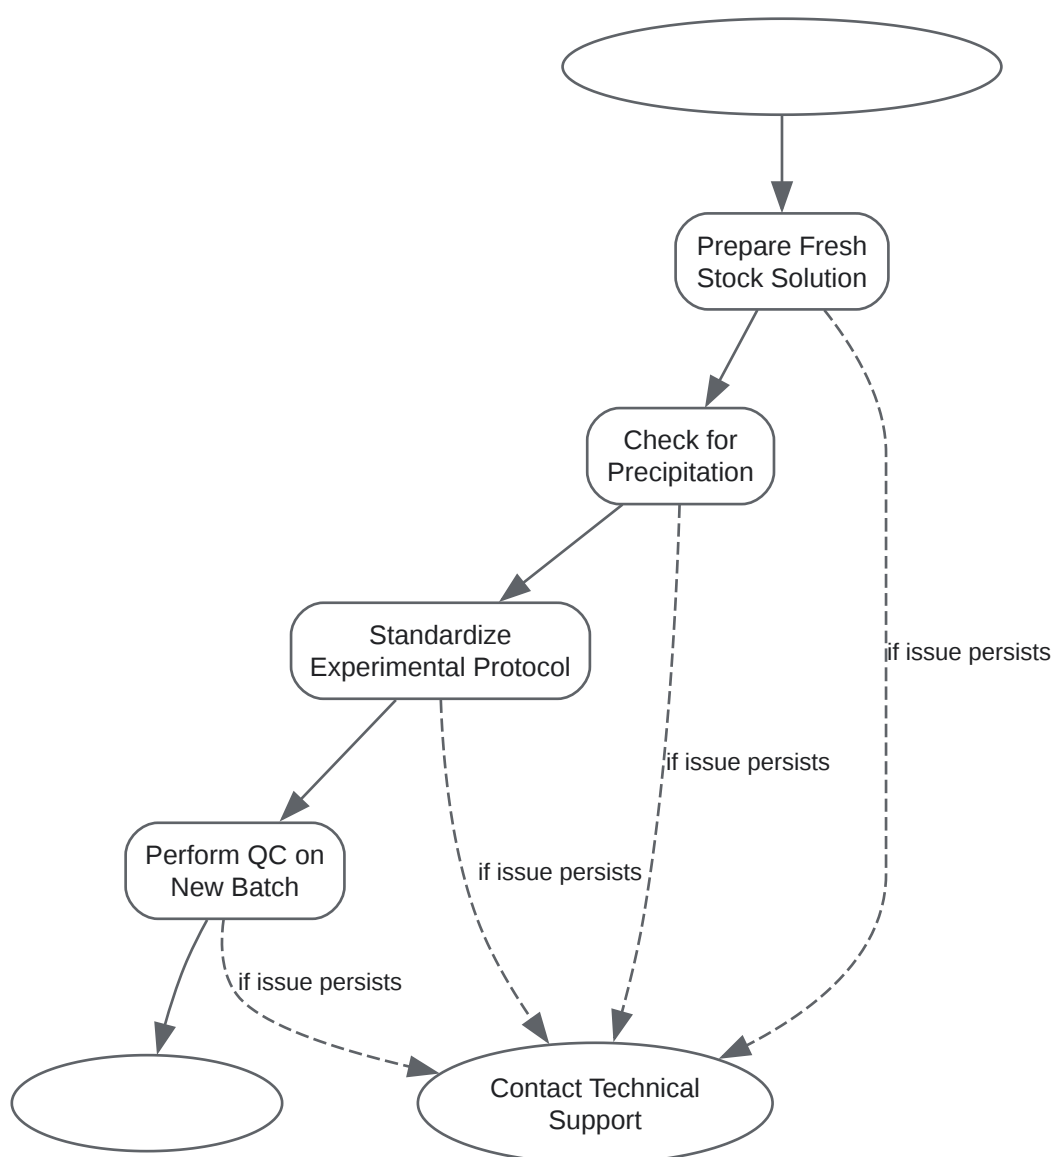 Prepare Fresh
Stock Solution
Check for
Precipitation
Standardize
Experimental Protocol
if issue persists
if issue persists
Perform QC on
New Batch
if issue persists
if issue persists
Contact Technical
Support